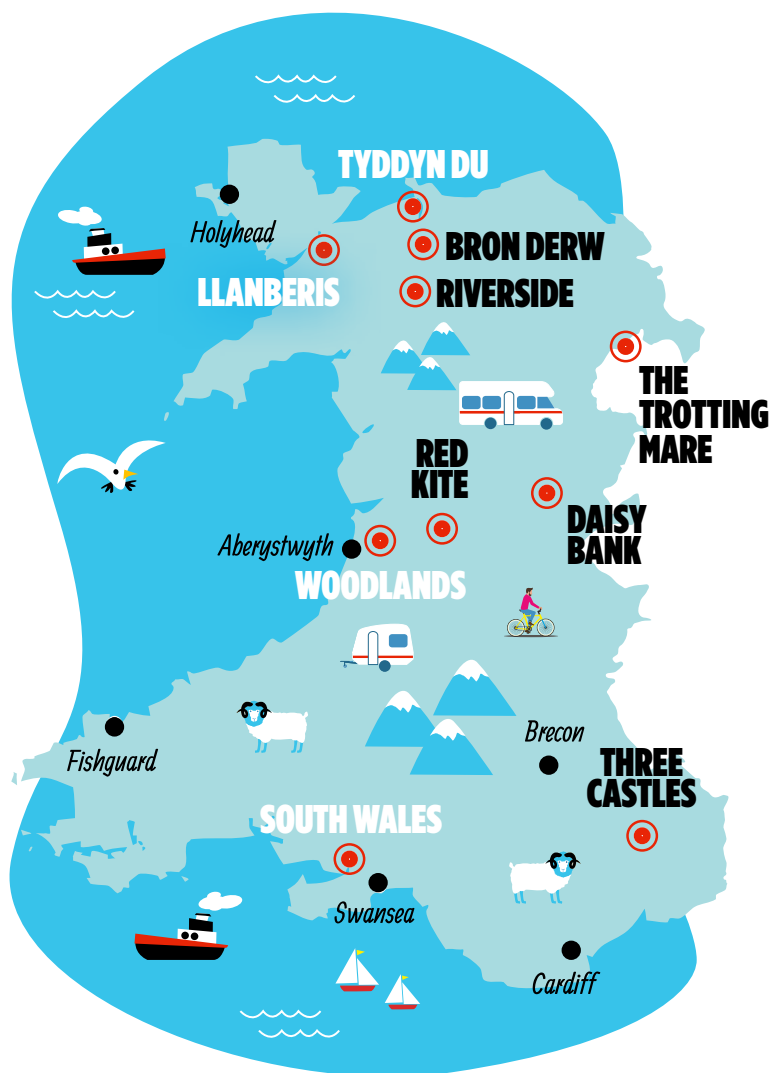 TYDDYN DU
Holyhead
BRON DERW
LLANBERIS
RIVERSIDE
THE
TROTTING
MARE
RED
KITE
DAISY
BANK
Aberystwyth
WOODLANDS
Brecon
Fishguard
THREE
CASTLES
SOUTH WALES
Swansea
Cardiff